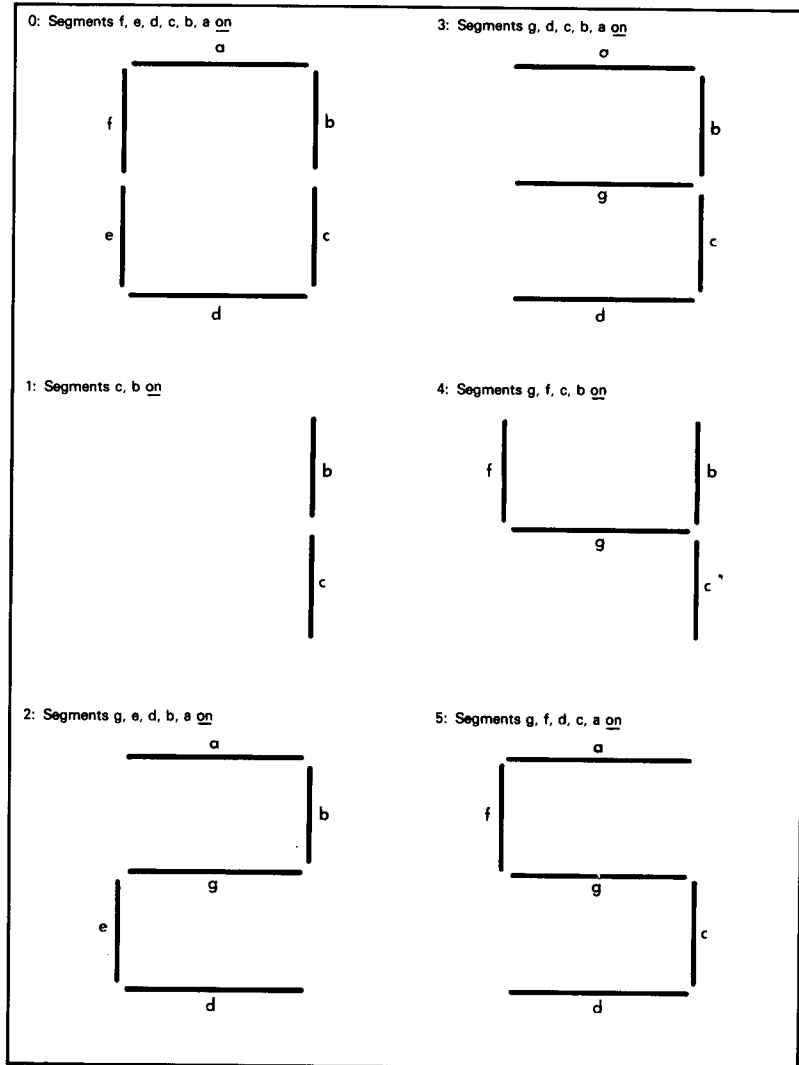 0: Segments f, e, d, c, b, a on
a
f
b
e
c
d
3: Segments g, d, c, b, a on
a
b
g
c
d
1: Segments c, b on
b
c
4: Segments g, f, c, b on
f
b
g
c
2: Segments g, e, d, b, a on
a
b
g
e
d
5: Segments g, f, d, c, a on
a
f
g
c
d